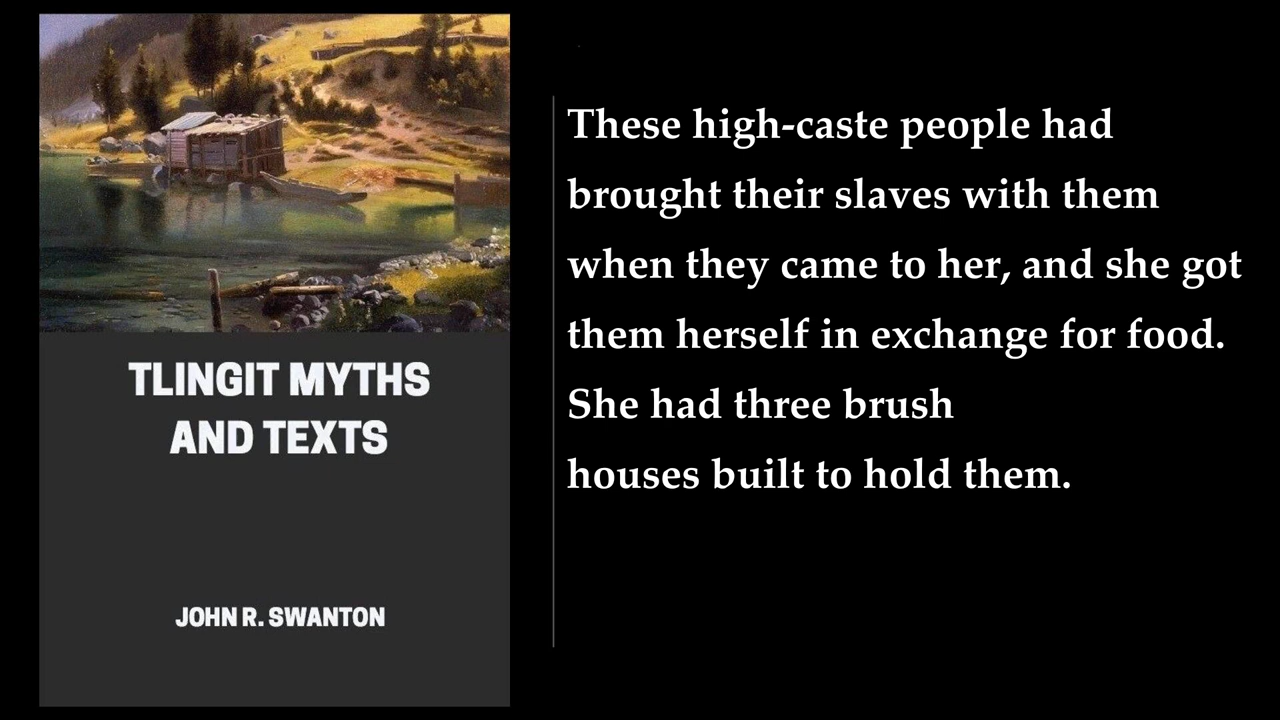 TLINGIT MYTHS
AND TEXTS
JOHN R. SWANTON
These high-caste people had
brought their slaves with them
when they came to her, and she got
them herself in exchange for food.
She had three brush
houses built to hold them.